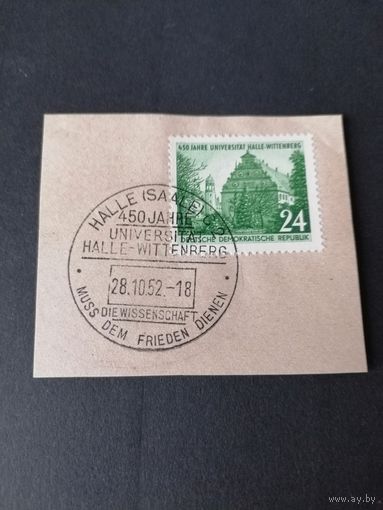 450 JAHRE UNIVERSITÄT HALLE-WITTENBERG
24
DEUTSCHE DEMOKRATISCHE REPUBLIK
HALLE (SAALE)
450 JAHRE
UNIVERSITÄ
HALLE-WITTENBERG
28.10.52.-18
DIE WISSENSCHAFT
MUSS DEM FRIEDEN DIENEN
www.ay.by